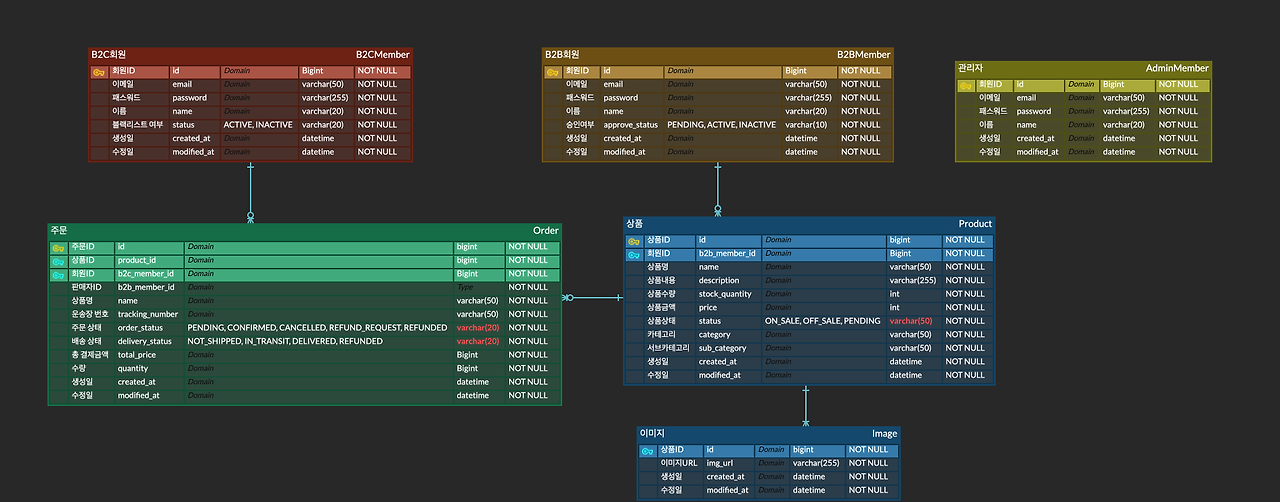 B2C회원 B2CMember
회원ID id Domain Bigint NOT NULL
이메일 email Domain varchar(50) NOT NULL
패스워드 password Domain varchar(255) NOT NULL
이름 name Domain varchar(20) NOT NULL
블랙리스트 여부 status ACTIVE, INACTIVE varchar(20) NOT NULL
생성일 created_at Domain datetime NOT NULL
수정일 modified_at Domain datetime NOT NULL
B2B회원 B2BMember
회원ID id Domain Bigint NOT NULL
이메일 email Domain varchar(50) NOT NULL
패스워드 password Domain varchar(255) NOT NULL
이름 name Domain varchar(20) NOT NULL
승인여부 approve_status PENDING, ACTIVE, INACTIVE varchar(10) NOT NULL
생성일 created_at Domain datetime NOT NULL
수정일 modified_at Domain datetime NOT NULL
관리자 AdminMember
회원ID id Domain Bigint NOT NULL
이메일 email Domain varchar(50) NOT NULL
패스워드 password Domain varchar(255) NOT NULL
이름 name Domain varchar(20) NOT NULL
생성일 created_at Domain datetime NOT NULL
수정일 modified_at Domain datetime NOT NULL
주문 Order
주문ID id Domain bigint NOT NULL
상품ID product_id Domain bigint NOT NULL
회원ID b2c_member_id Domain Bigint NOT NULL
판매자ID b2b_member_id Domain Type NOT NULL
상품명 name Domain varchar(50) NOT NULL
운송장 번호 tracking_number Domain varchar(50) NOT NULL
주문 상태 order_status PENDING, CONFIRMED, CANCELLED, REFUND_REQUEST, REFUNDED varchar(20) NOT NULL
배송 상태 delivery_status NOT_SHIPPED, IN_TRANSIT, DELIVERED, REFUNDED varchar(20) NOT NULL
총 결제금액 total_price Domain Bigint NOT NULL
수량 quantity Domain Bigint NOT NULL
생성일 created_at Domain datetime NOT NULL
수정일 modified_at Domain datetime NOT NULL
상품 Product
상품ID id Domain bigint NOT NULL
회원ID b2b_member_id Domain Bigint NOT NULL
상품명 name Domain varchar(50) NOT NULL
상품내용 description Domain varchar(255) NOT NULL
상품수량 stock_quantity Domain int NOT NULL
상품금액 price Domain int NOT NULL
상품상태 status ON_SALE, OFF_SALE, PENDING varchar(50) NOT NULL
카테고리 category Domain varchar(50) NOT NULL
서브카테고리 sub_category Domain varchar(50) NOT NULL
생성일 created_at Domain datetime NOT NULL
수정일 modified_at Domain datetime NOT NULL
이미지 Image
상품ID id Domain bigint NOT NULL
이미지URL img_url Domain varchar(255) NOT NULL
생성일 created_at Domain datetime NOT NULL
수정일 modified_at Domain datetime NOT NULL